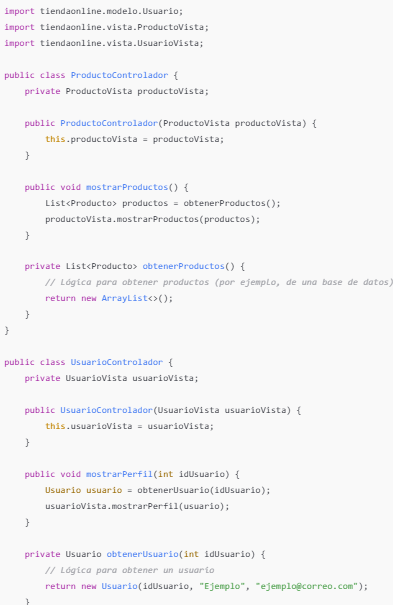 import tiendaonline.modelo.Usuario;
import tiendaonline.vista.ProductoVista;
import tiendaonline.vista.UsuarioVista;

public class ProductoControlador {
    private ProductoVista productoVista;

    public ProductoControlador(ProductoVista productoVista) {
        this.productoVista = productoVista;
    }

    public void mostrarProductos() {
        List<Producto> productos = obtenerProductos();
        productoVista.mostrarProductos(productos);
    }

    private List<Producto> obtenerProductos() {
        // Lógica para obtener productos (por ejemplo, de una base de datos)
        return new ArrayList<>();
    }
}

public class UsuarioControlador {
    private UsuarioVista usuarioVista;

    public UsuarioControlador(UsuarioVista usuarioVista) {
        this.usuarioVista = usuarioVista;
    }

    public void mostrarPerfil(int idUsuario) {
        Usuario usuario = obtenerUsuario(idUsuario);
        usuarioVista.mostrarPerfil(usuario);
    }

    private Usuario obtenerUsuario(int idUsuario) {
        // Lógica para obtener un usuario
        return new Usuario(idUsuario, "Ejemplo", "ejemplo@correo.com");
    }